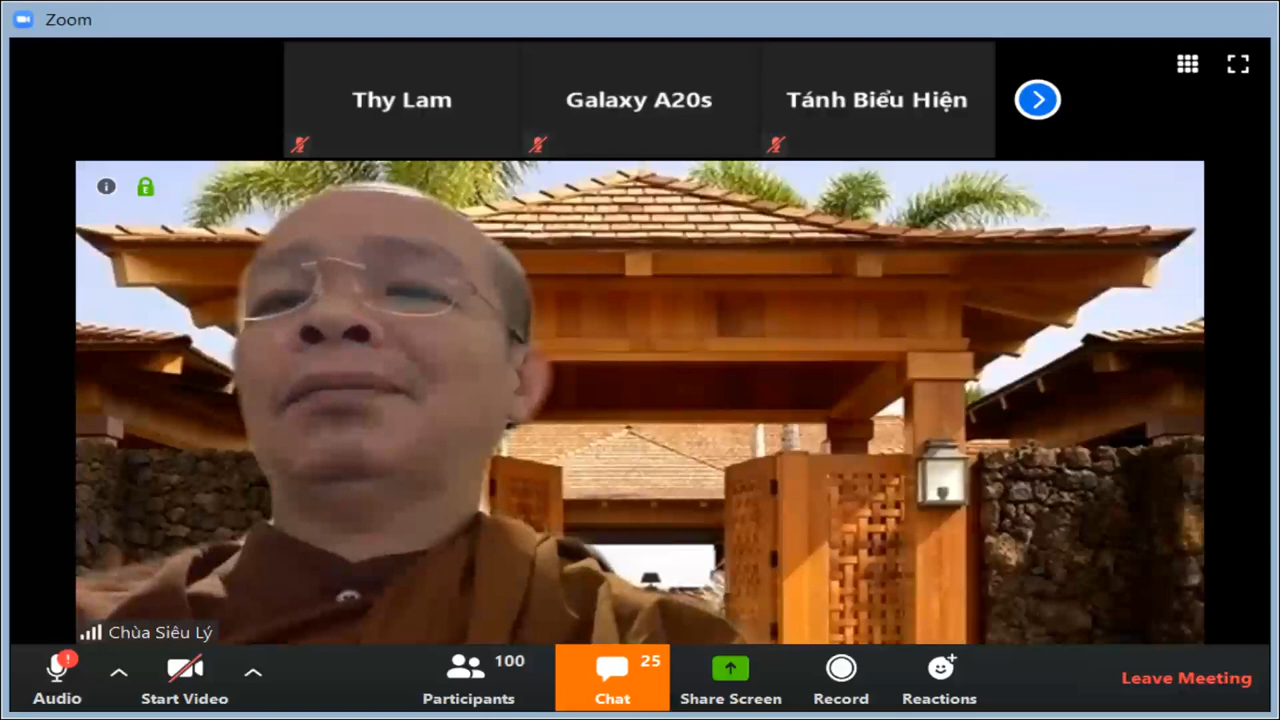 Zoom
Thy Lam
Galaxy A20s
Tánh Biểu Hiện
Chùa Siêu Lý
100
25
Audio
Start Video
Participants
Chat
Share Screen
Record
Reactions
Leave Meeting